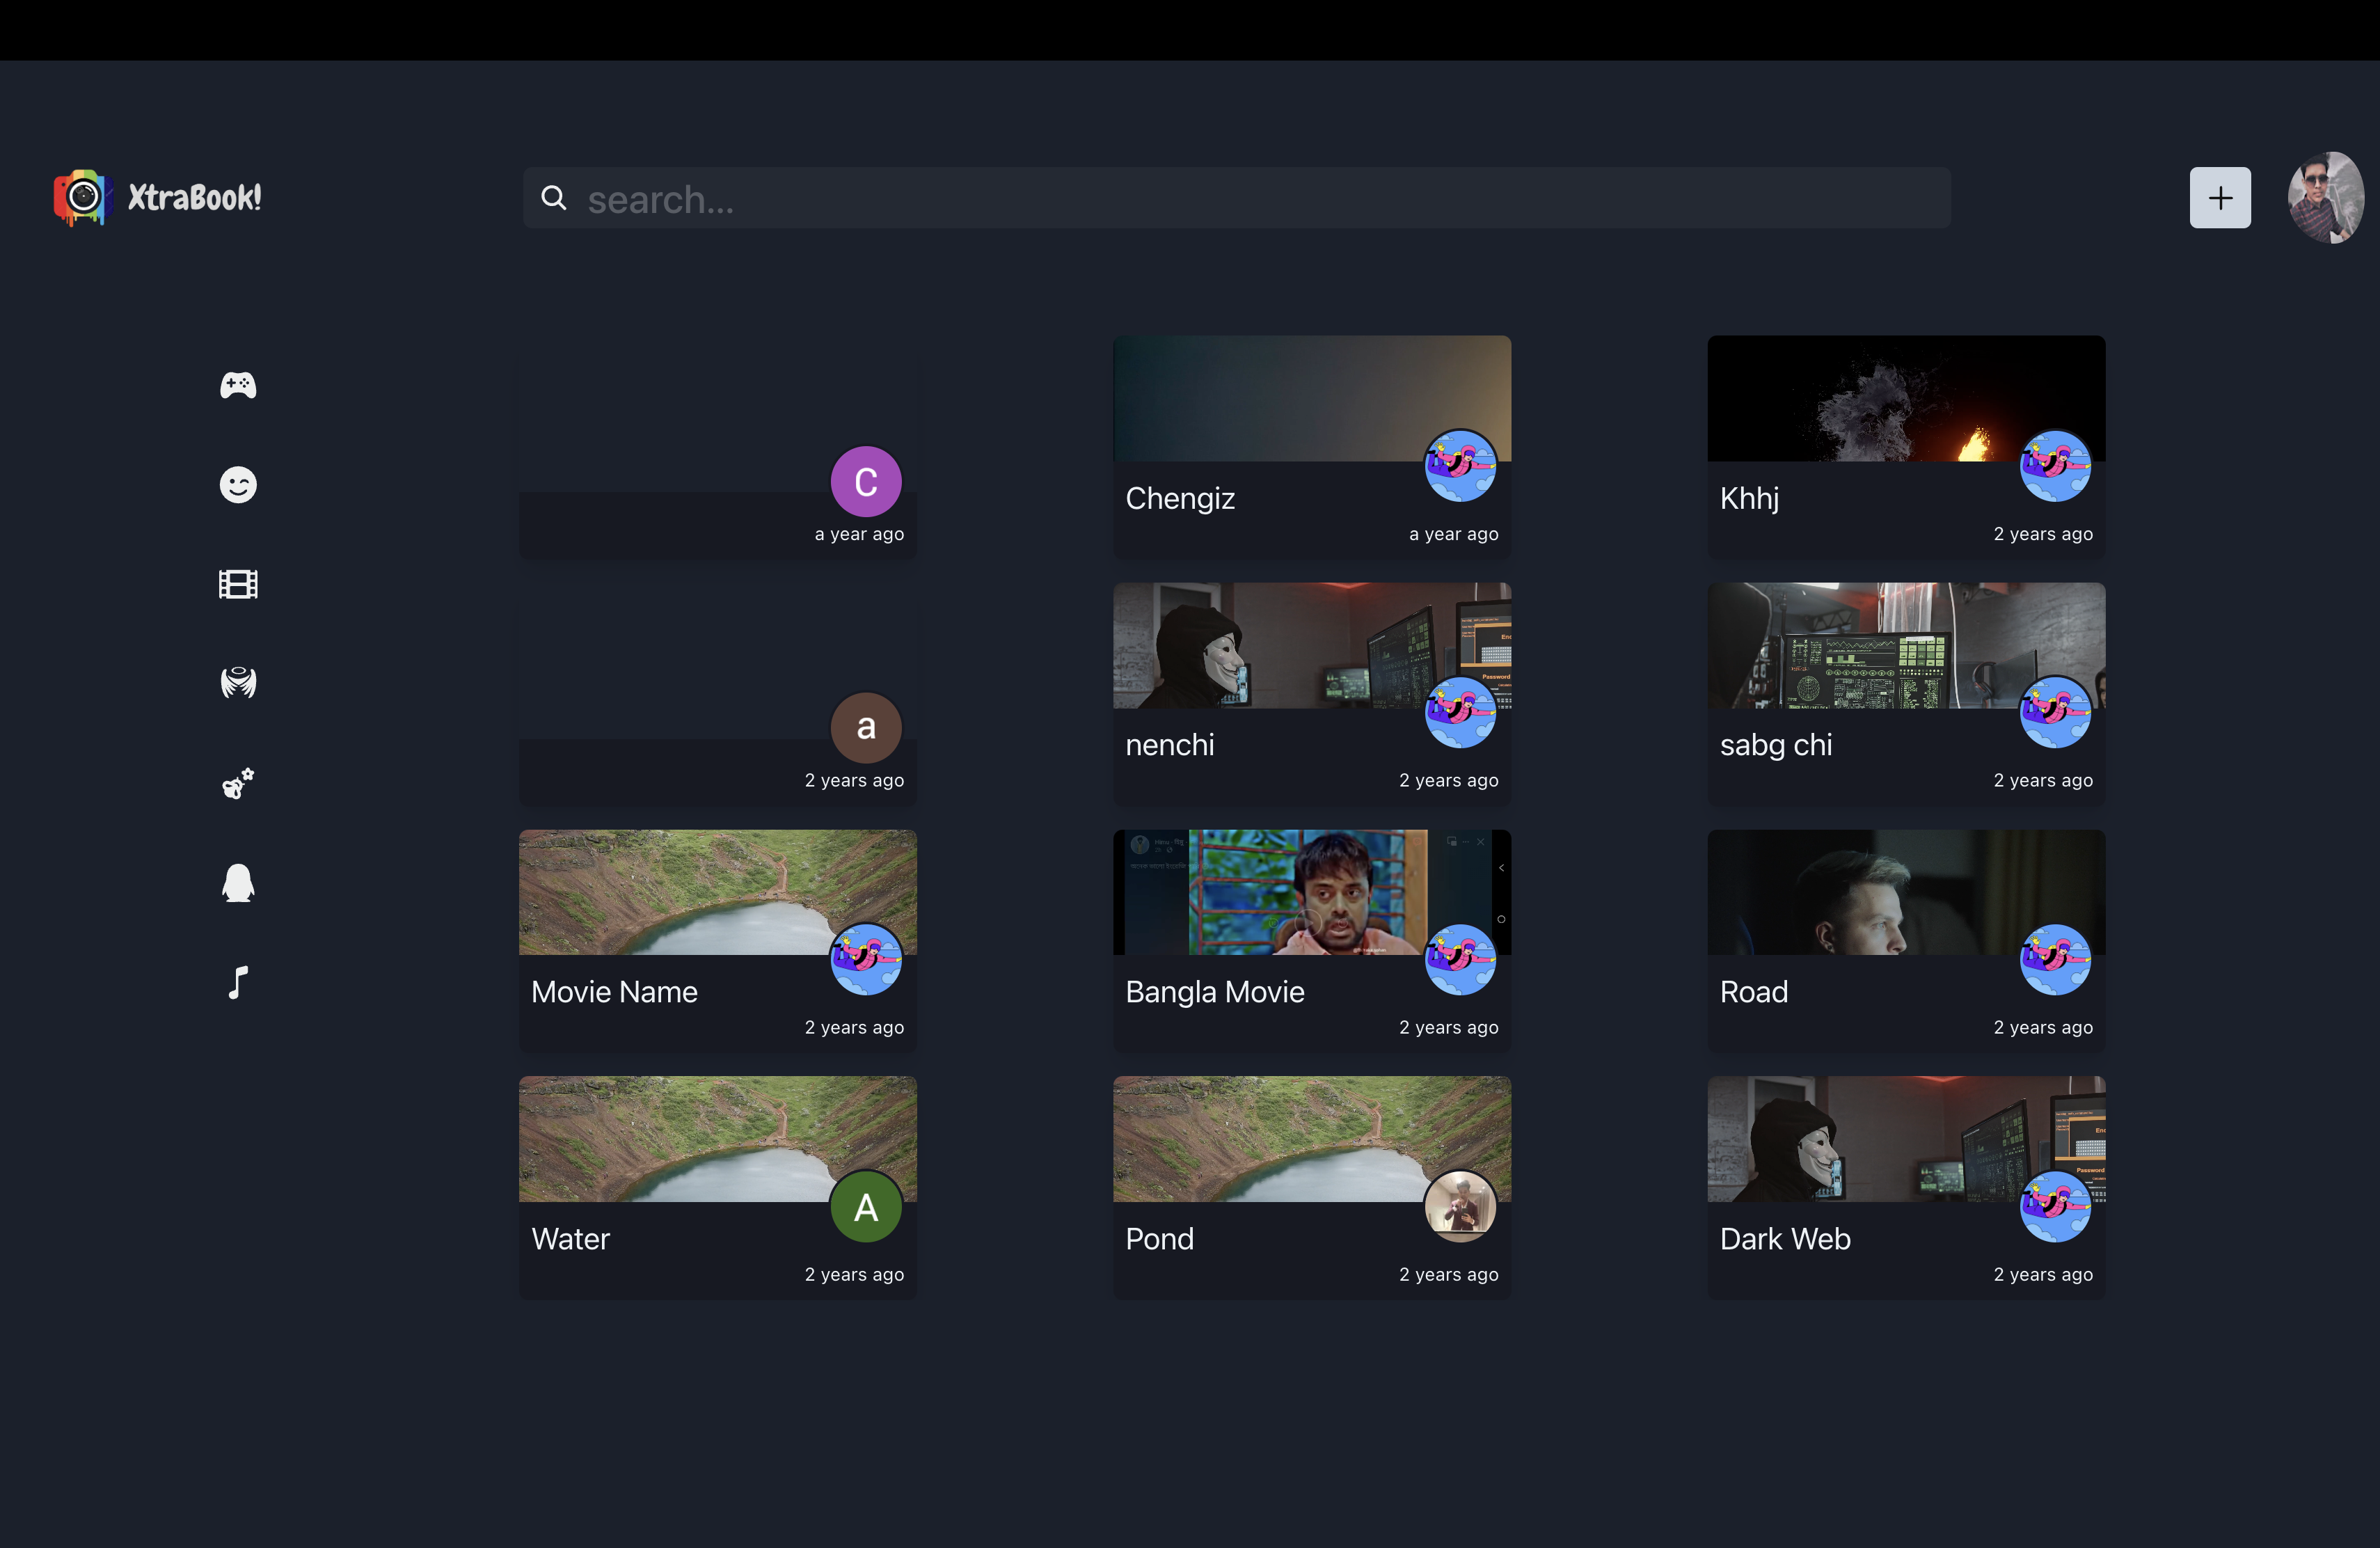 XtraBook!
search...
C
a year ago
Chengiz
a year ago
Khhj
2 years ago
a
2 years ago
Password
nenchi
2 years ago
sabg chi
2 years ago
Movie Name
2 years ago
Bangla Movie
2 years ago
Road
2 years ago
A
Water
2 years ago
Pond
2 years ago
Password
Dark Web
2 years ago